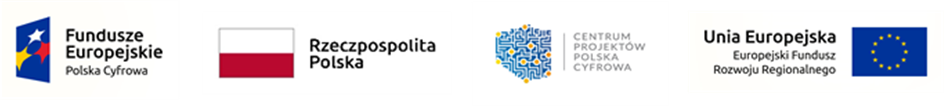 Fundusze
Europejskie
Polska Cyfrowa
Rzeczpospolita
Polska
CENTRUM
PROJEKTÓW
POLSKA
CYFROWA
Unia Europejska
Europejski Fundusz
Rozwoju Regionalnego